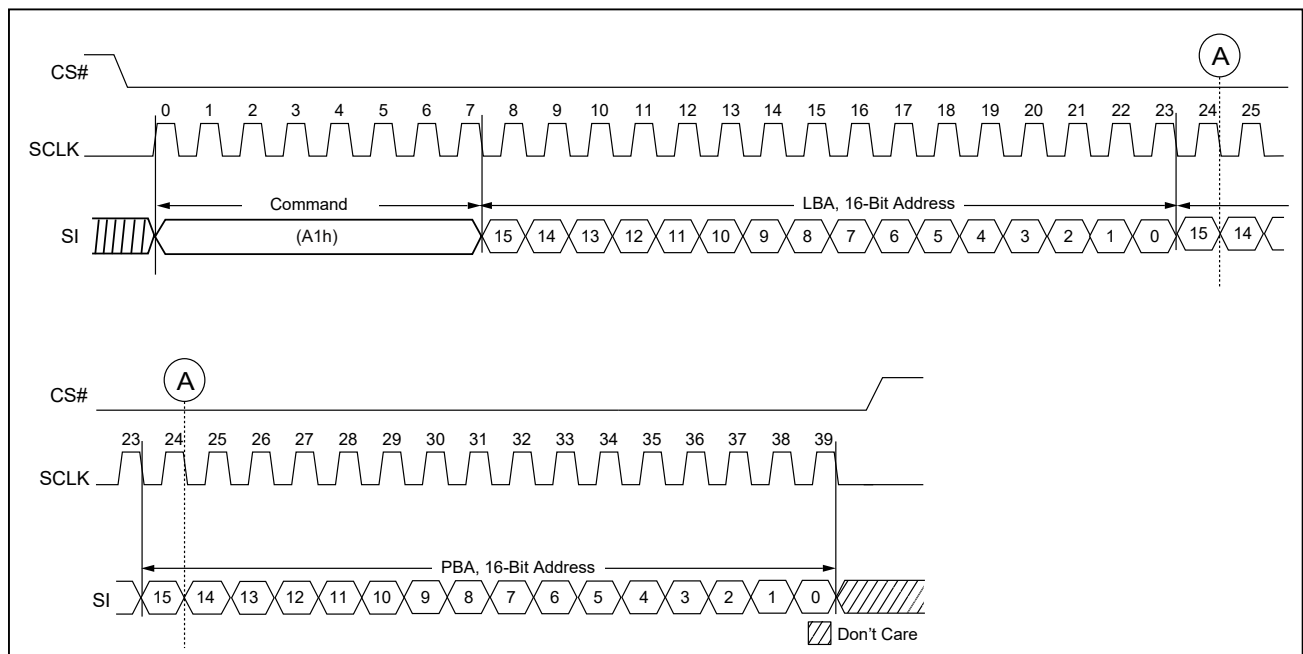 A
CS#
0 1 2 3 4 5 6 7 8 9 10 11 12 13 14 15 16 17 18 19 20 21 22 23 24 25
SCLK
Command LBA, 16-Bit Address
SI (A1h) 15 14 13 12 11 10 9 8 7 6 5 4 3 2 1 0 15 14
A
CS#
23 24 25 26 27 28 29 30 31 32 33 34 35 36 37 38 39
SCLK
PBA, 16-Bit Address
SI 15 14 13 12 11 10 9 8 7 6 5 4 3 2 1 0
Don't Care